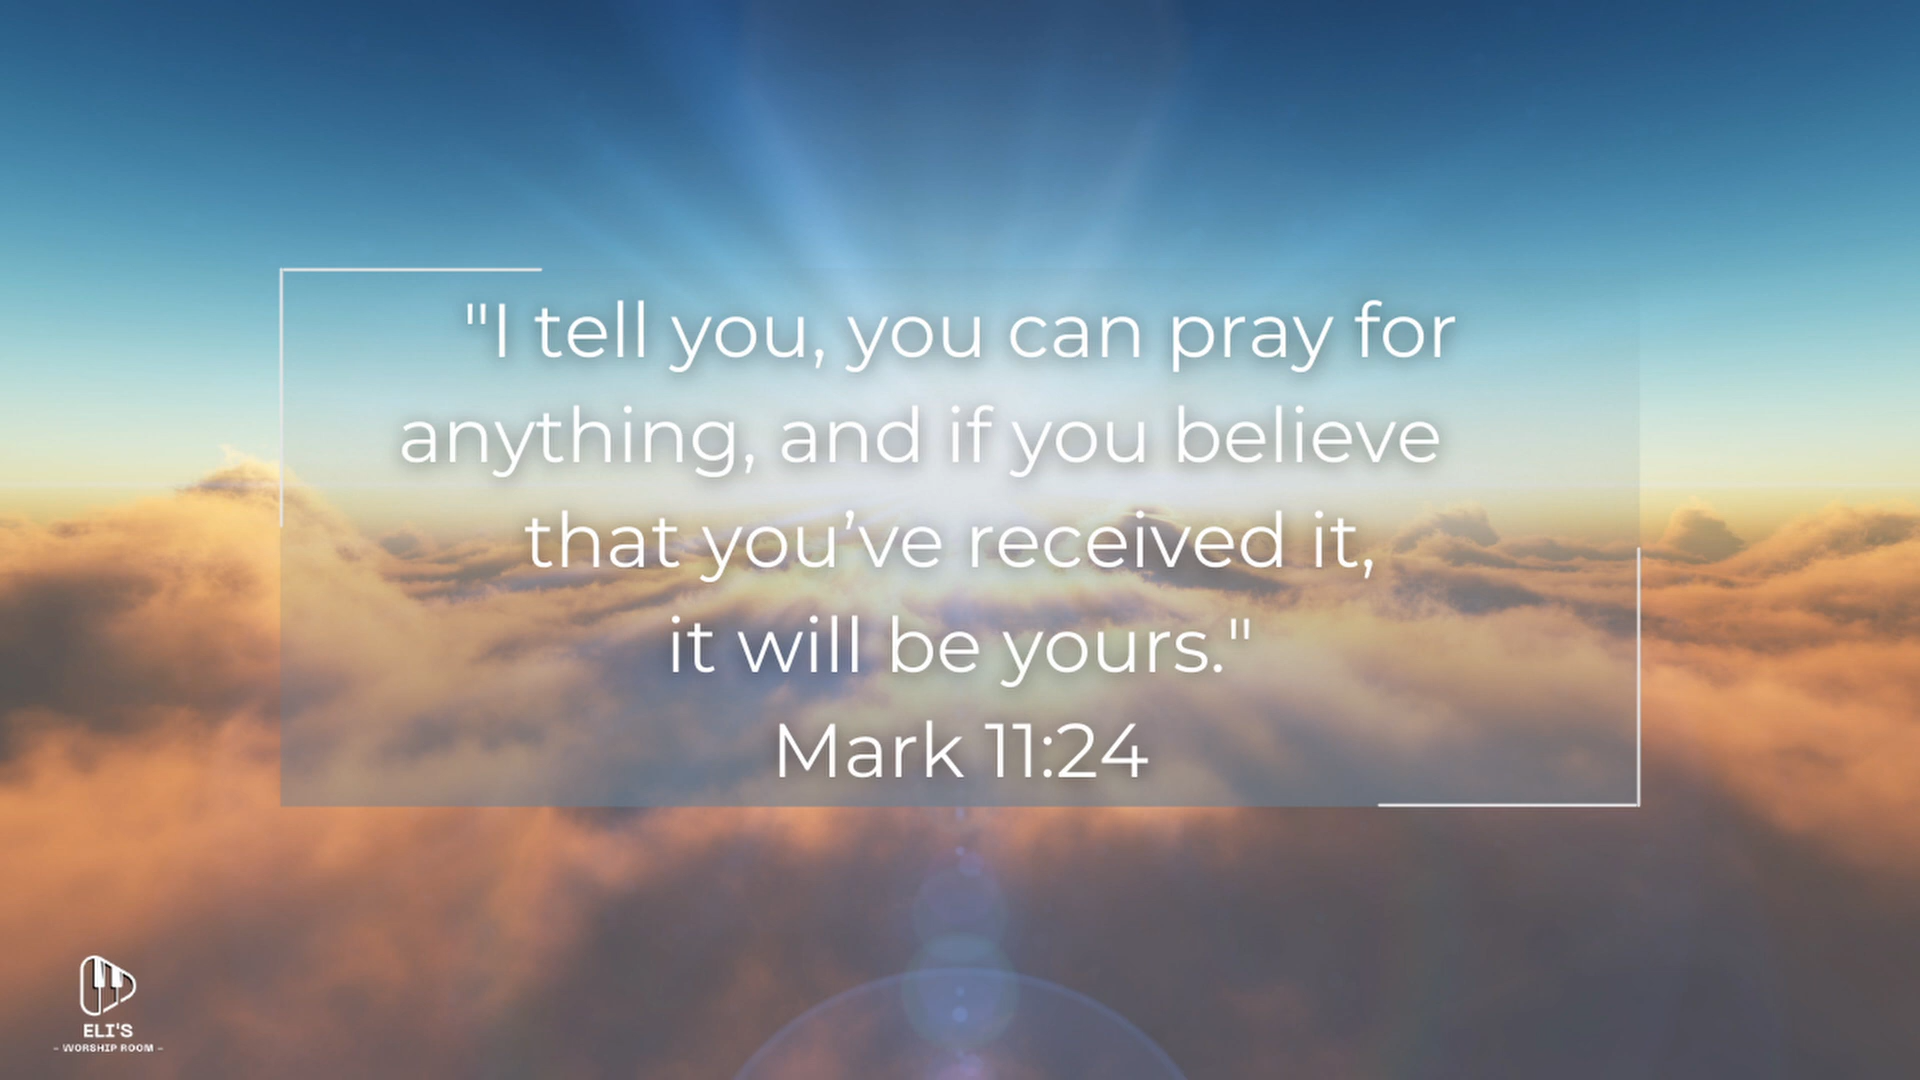 "I tell you, you can pray for
anything, and if you believe
that you’ve received it,
it will be yours."
Mark 11:24
ELI'S
- WORSHIP ROOM -